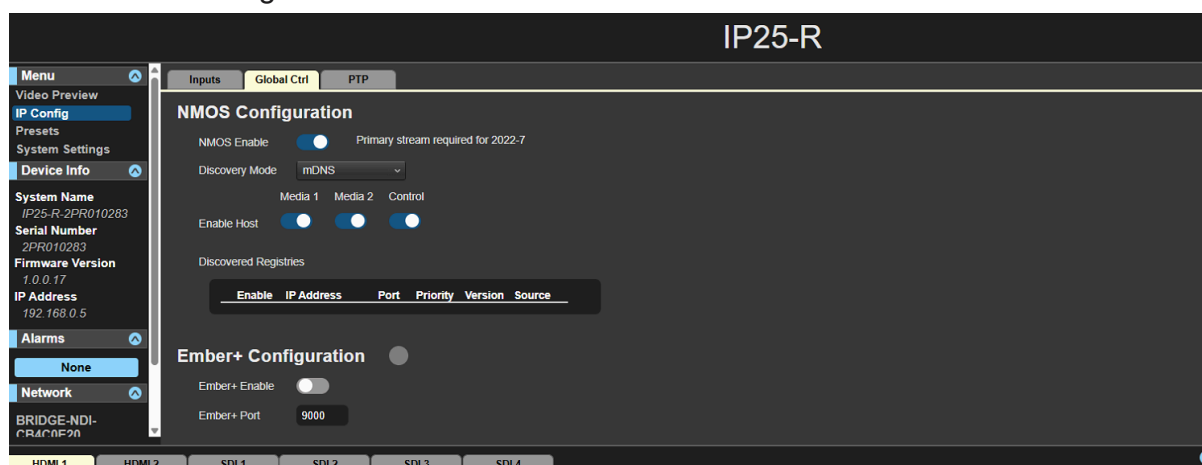 IP25-R
Menu
Video Preview
IP Config
Presets
System Settings
Device Info
System Name
IP25-R-2PR010283
Serial Number
2PR010283
Firmware Version
1.0.0.17
IP Address
192.168.0.5
Alarms
None
Network
BRIDGE-NDI-
CB4C0F20
Inputs Global Ctrl PTP
NMOS Configuration
NMOS Enable Primary stream required for 2022-7
Discovery Mode mDNS
Media 1 Media 2 Control
Enable Host
Discovered Registries
Enable IP Address Port Priority Version Source
Ember+ Configuration
Ember+ Enable
Ember+ Port 9000
HDMI 1 HDMI 2 SDI 1 SDI 2 SDI 3 SDI 4